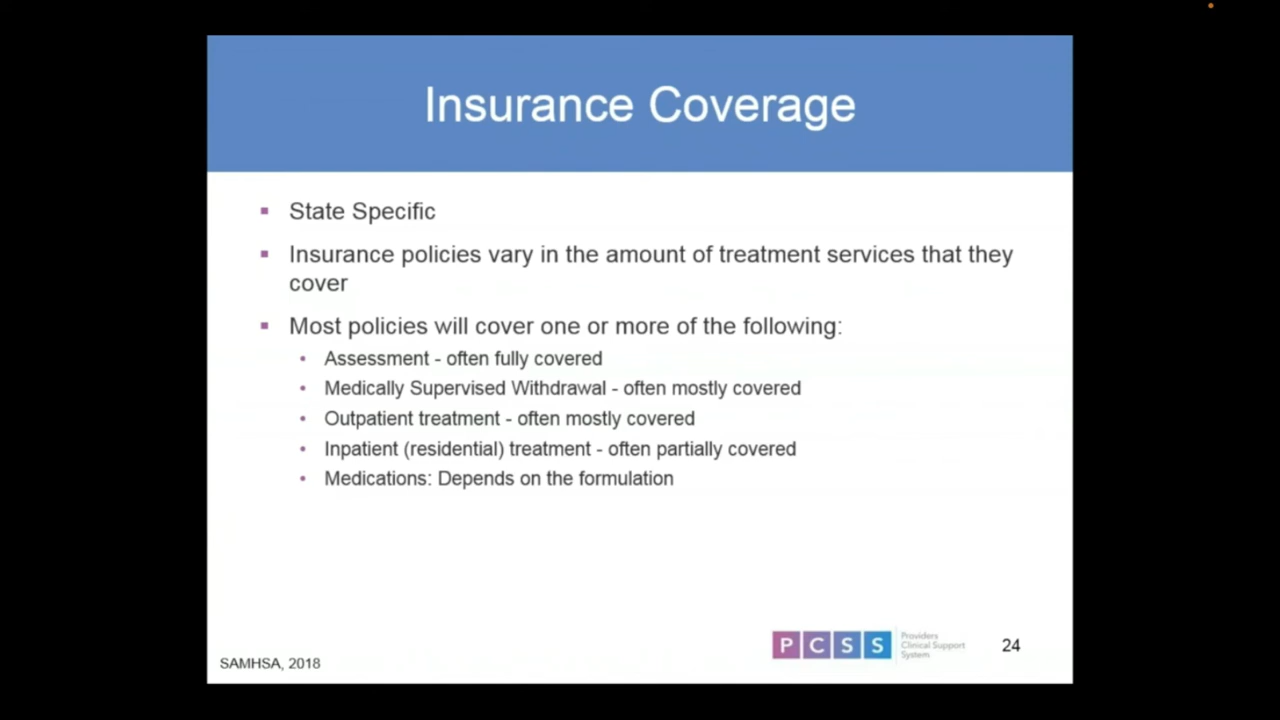 Insurance Coverage
▪ State Specific
▪ Insurance policies vary in the amount of treatment services that they
cover
▪ Most policies will cover one or more of the following:
• Assessment - often fully covered
• Medically Supervised Withdrawal - often mostly covered
• Outpatient treatment - often mostly covered
• Inpatient (residential) treatment - often partially covered
• Medications: Depends on the formulation
SAMHSA, 2018
PCSS
Providers
Clinical Support
System
24